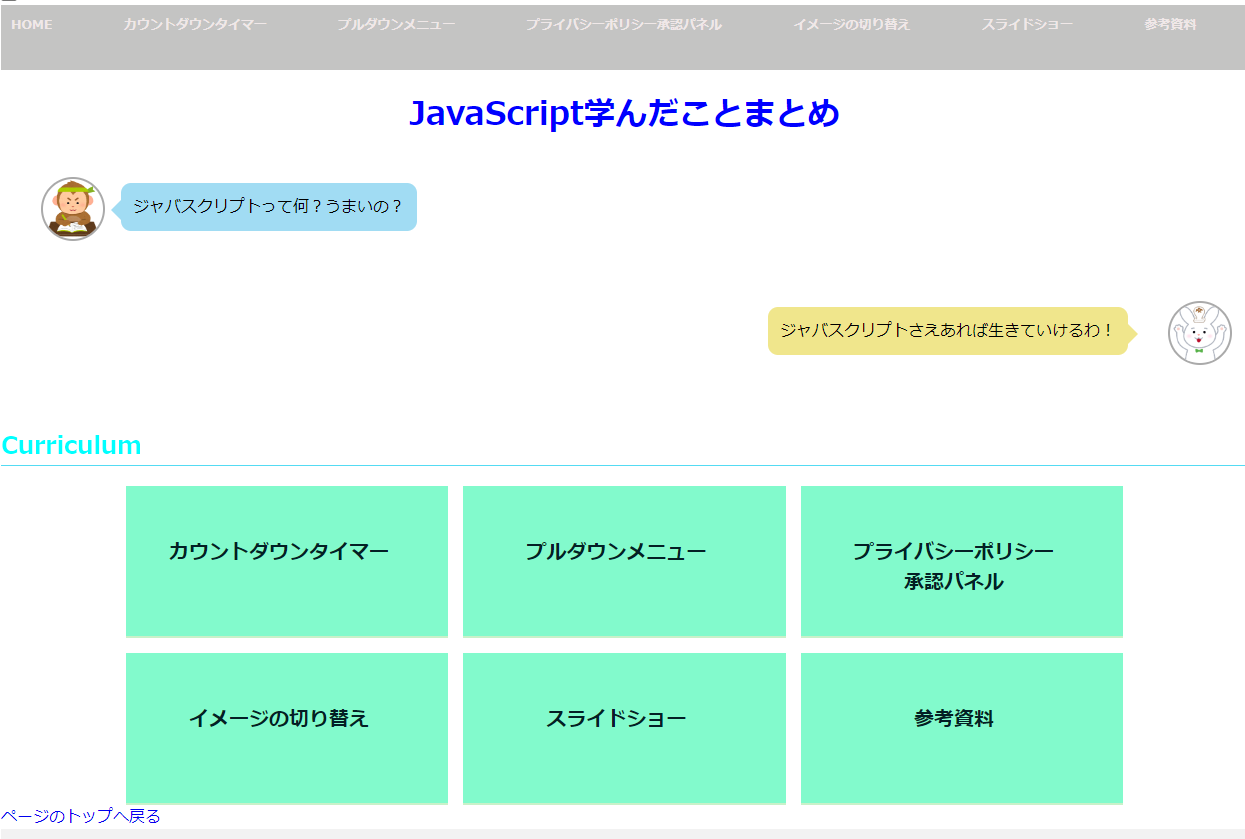 HOME カウントダウンタイマー プルダウンメニュー プライバシーポリシー承認パネル イメージの切り替え スライドショー 参考資料
JavaScript学んだことまとめ
ジャバスクリプトって何？うまいの？
ジャバスクリプトさえあれば生きていけるわ！
Curriculum
カウントダウンタイマー プルダウンメニュー プライバシーポリシー
承認パネル
イメージの切り替え スライドショー 参考資料
ページのトップへ戻る